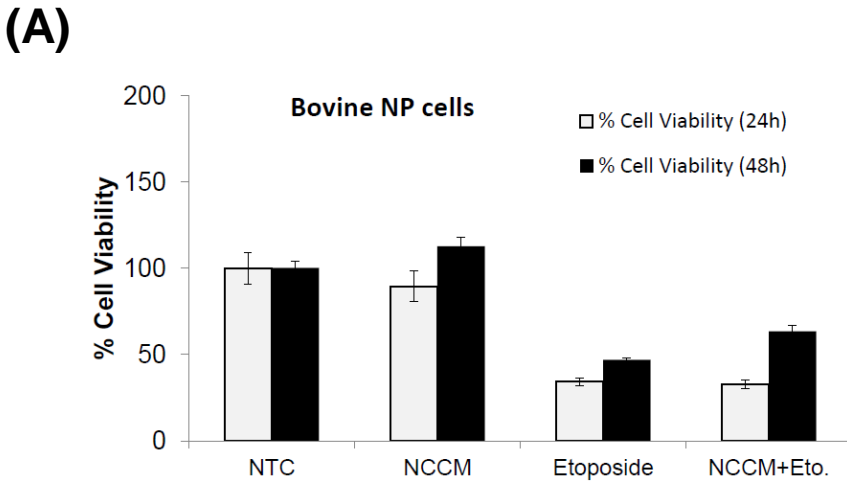 (A)
Bovine NP cells
% Cell Viability (24h)
% Cell Viability (48h)
% Cell Viability
200
150
100
50
0
NTC
NCCM
Etoposide
NCCM+Eto.